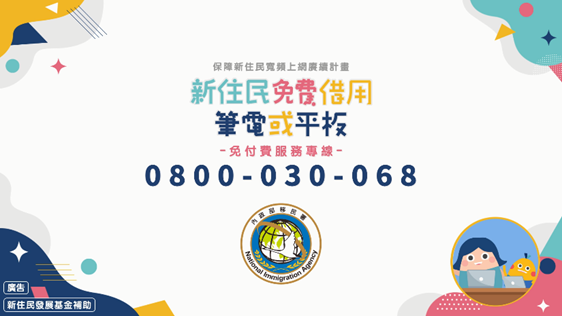 保障新住民寬頻上網賡續計畫
新住民免費借用
筆電或平板
-免付費服務專線-
0800-030-068
內政部移民署
National Immigration Agency
廣告
新住民發展基金補助